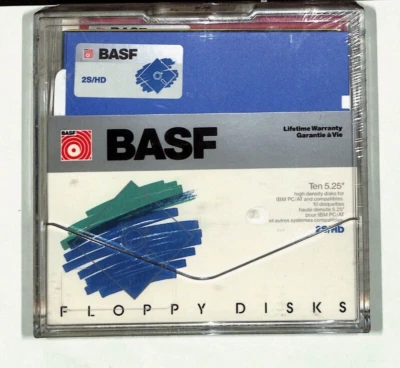 BASF
2S/HD
BASF
BASF
Lifetime Warranty
Garantie à Vie
Ten 5.25"
high density disks for
IBM PC/AT and compatibles.
10 disquettes
haute densité 5.25"
pour IBM PC/AT
et autres systèmes compatibles
2S/HD
FLOPPY DISKS